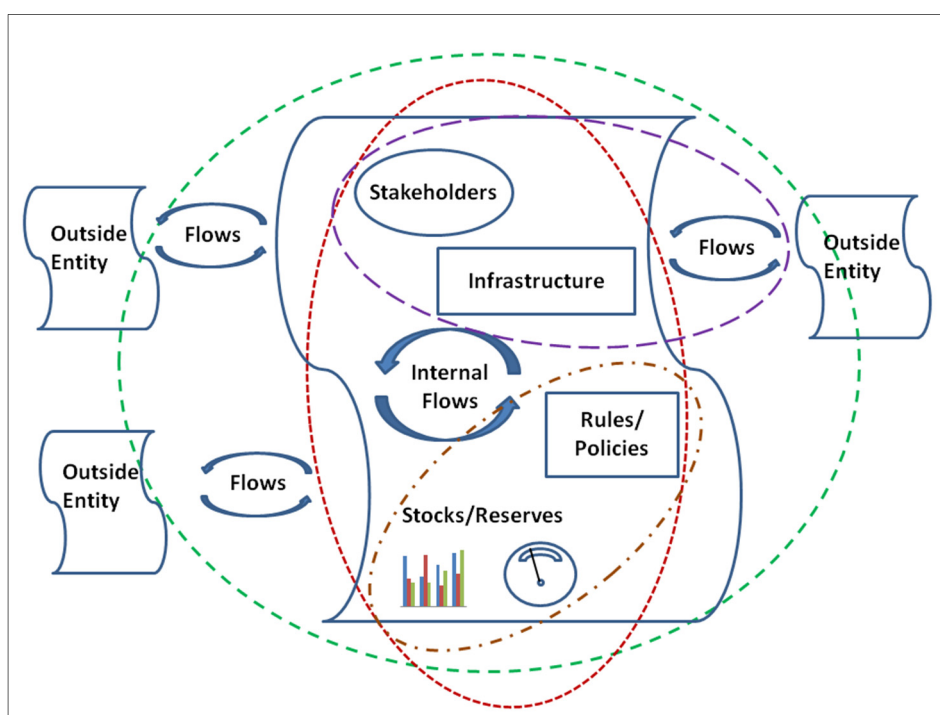 Stakeholders
Outside
Entity
Flows
Flows
Outside
Entity
Infrastructure
Internal
Flows
Rules/
Policies
Outside
Entity
Flows
Stocks/Reserves